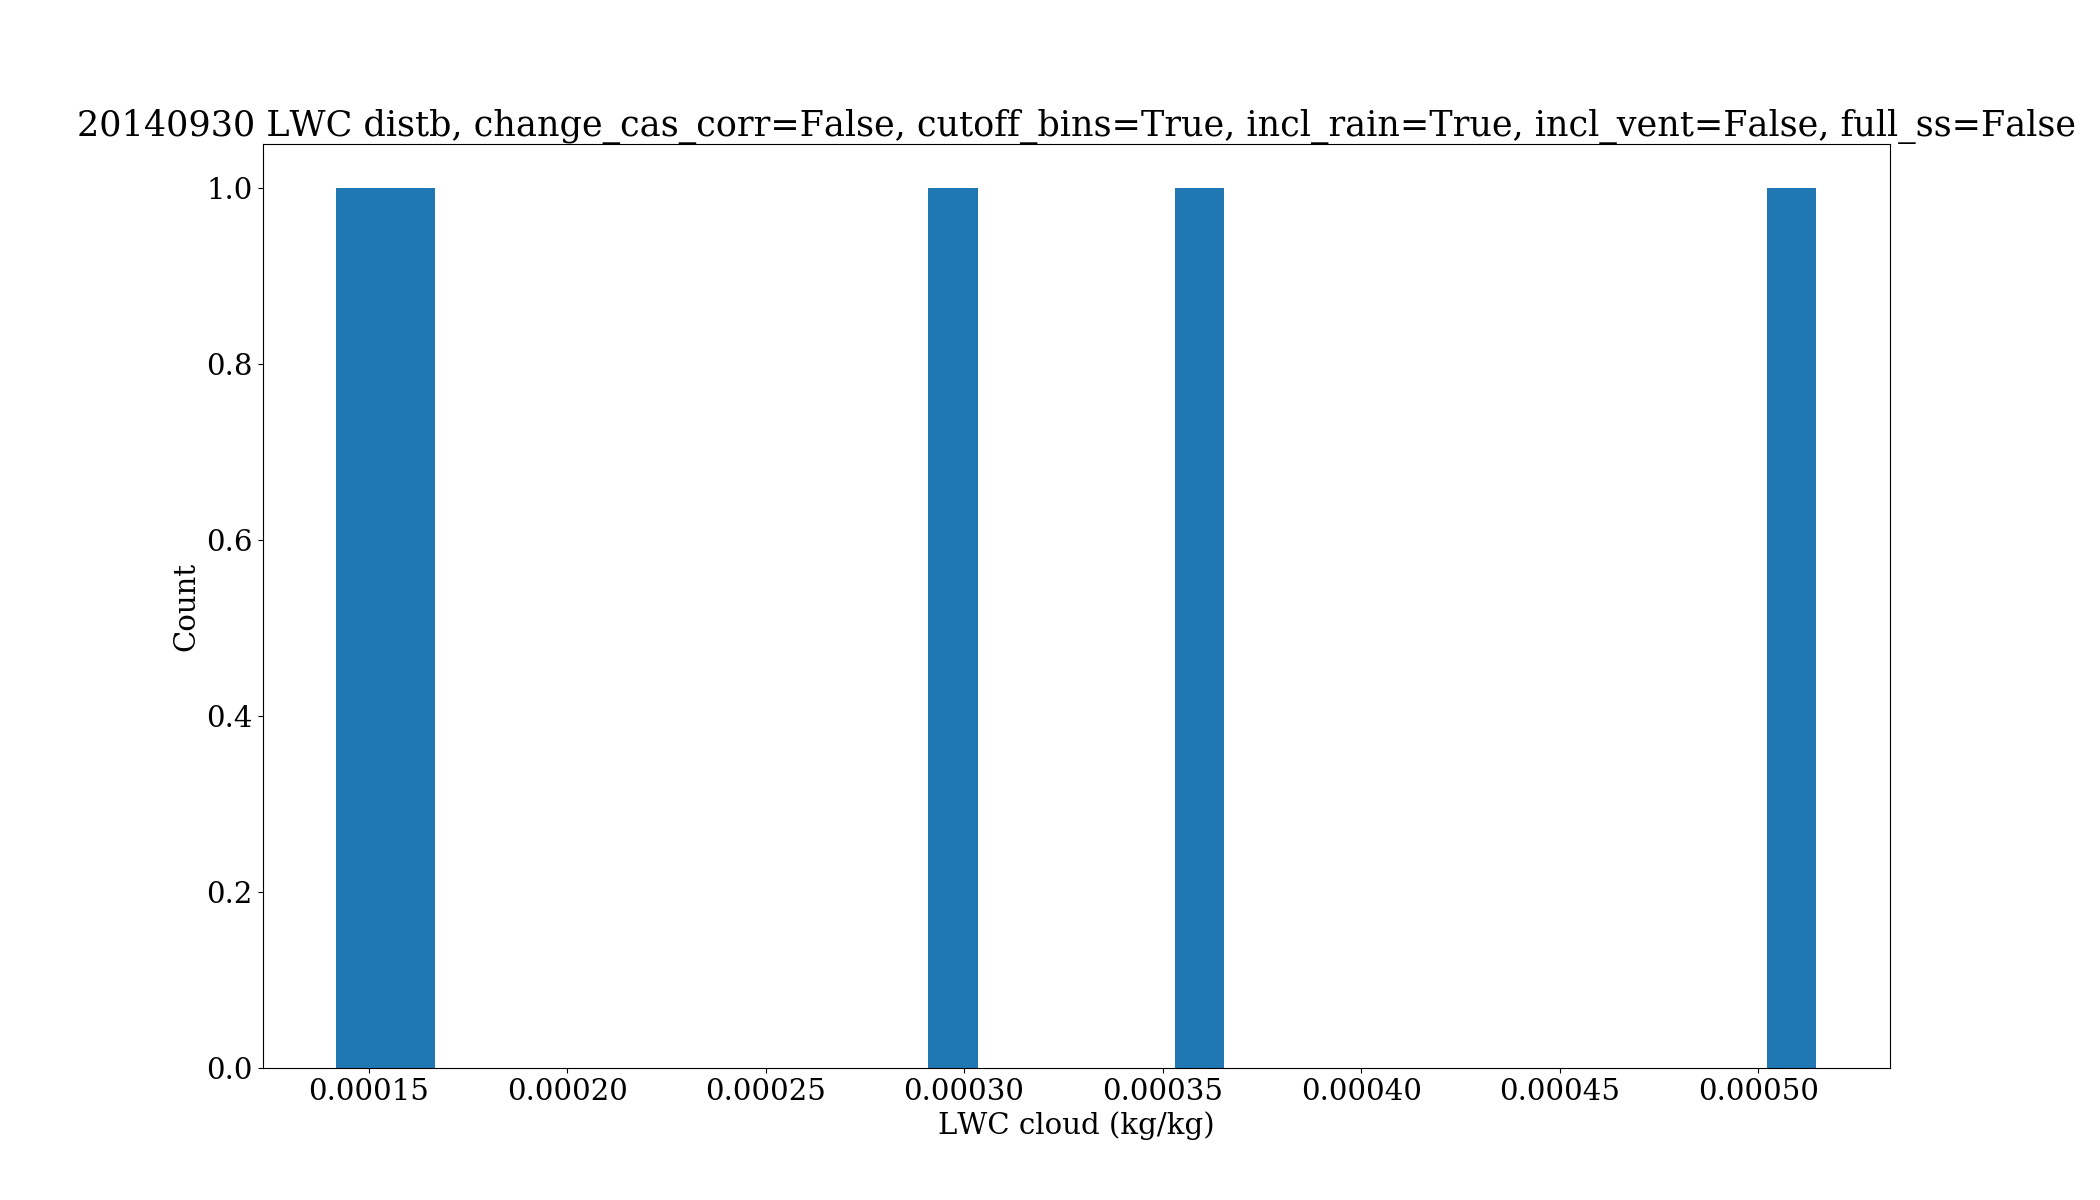 20140930 LWC distb, change_cas_corr=False, cutoff_bins=True, incl_rain=True, incl_vent=False, full_ss=False
1.0
0.8
0.6
0.4
0.2
0.0
Count
0.00015 0.00020 0.00025 0.00030 0.00035 0.00040 0.00045 0.00050
LWC cloud (kg/kg)